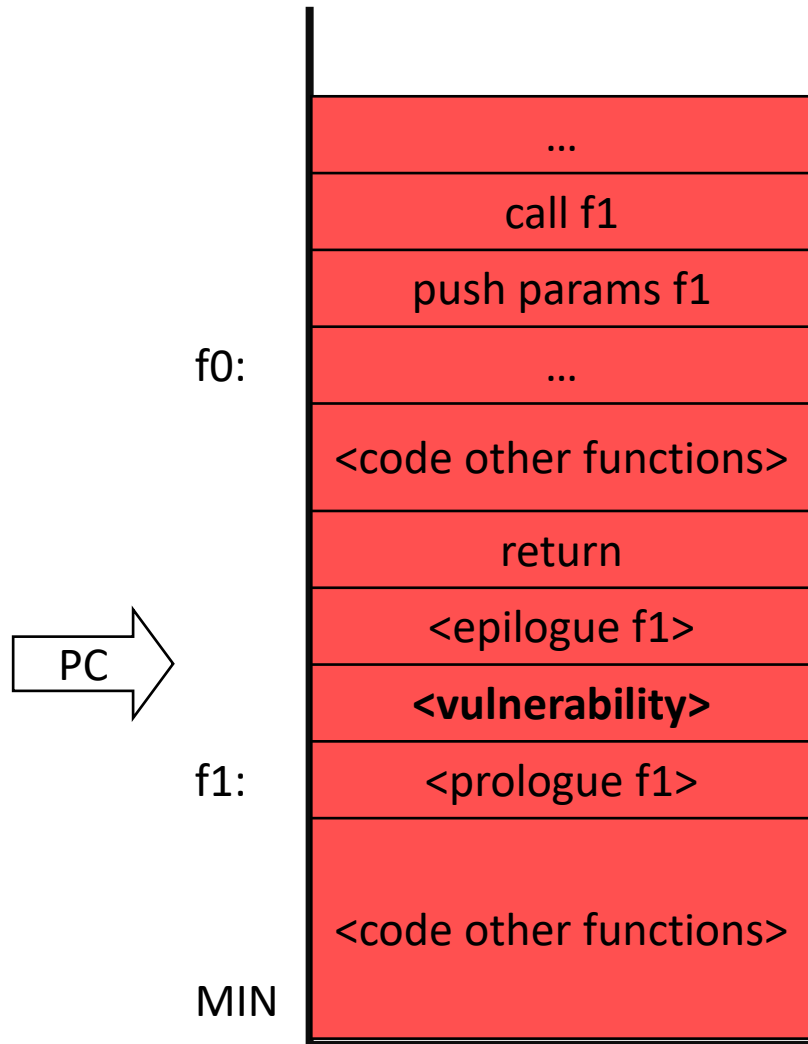 …
call f1
push params f1
f0:
…
<code other functions>
return
<epilogue f1>
PC
<vulnerability>
f1:
<prologue f1>
<code other functions>
MIN